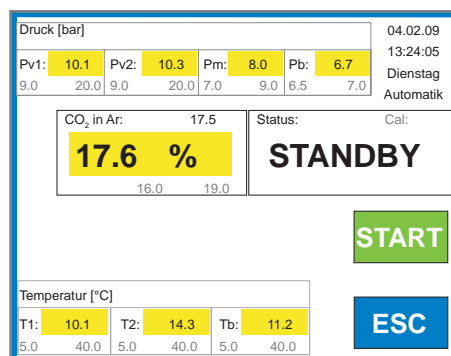 Druck [bar]
04.02.09
13:24:05
Dienstag
Automatik
Pv1: 10.1 Pv2: 10.3 Pm: 8.0 Pb: 6.7
9.0 20.0 9.0 20.0 7.0 9.0 6.5 7.0
CO2 in Ar: 17.5
17.6 %
16.0 19.0
Status: Cal:
STANDBY
START
Temperatur [°C]
T1: 10.1 T2: 14.3 Tb: 11.2
5.0 40.0 5.0 40.0 5.0 40.0
ESC